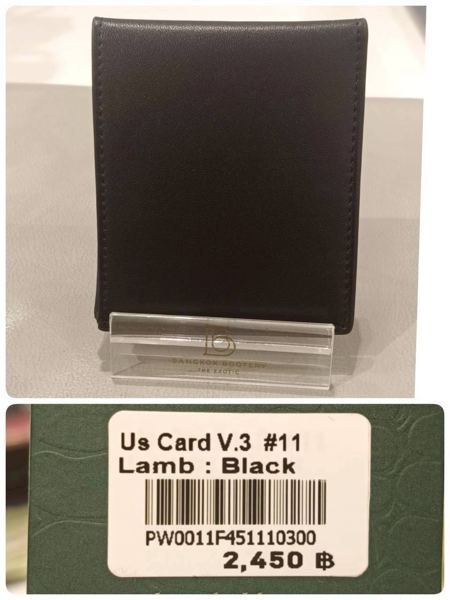 BANGKOK BOOTERY
THE EXOTIC
Us Card V.3 #11
Lamb : Black
PW0011F451110300
2,450 ฿